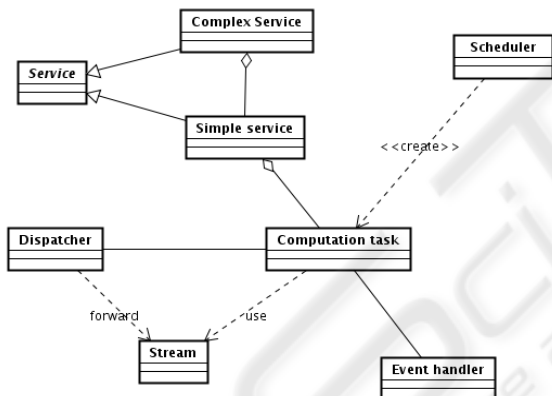 Complex Service
Scheduler
Service
Simple service
<<create>>
Dispatcher
Computation task
forward
use
Stream
Event handler